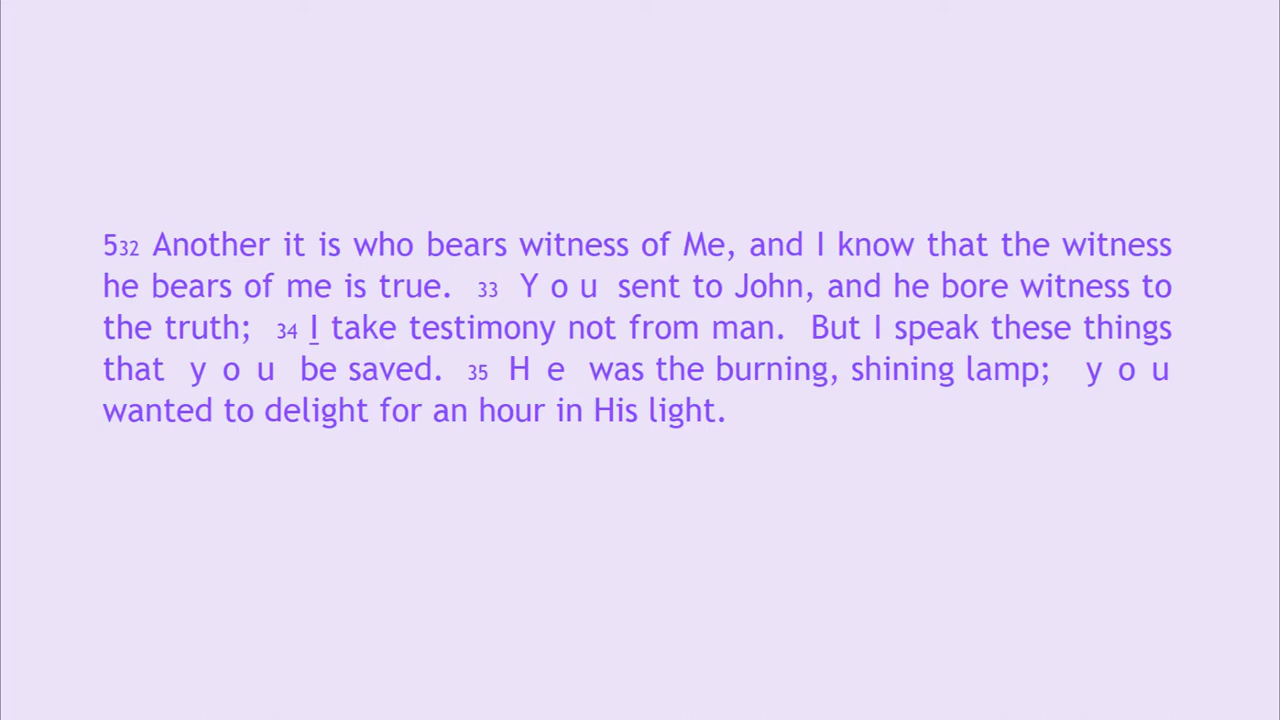 532 Another it is who bears witness of Me, and I know that the witness
he bears of me is true. 33 Y o u sent to John, and he bore witness to
the truth; 34 I take testimony not from man. But I speak these things
that y o u be saved. 35 H e was the burning, shining lamp; y o u
wanted to delight for an hour in His light.